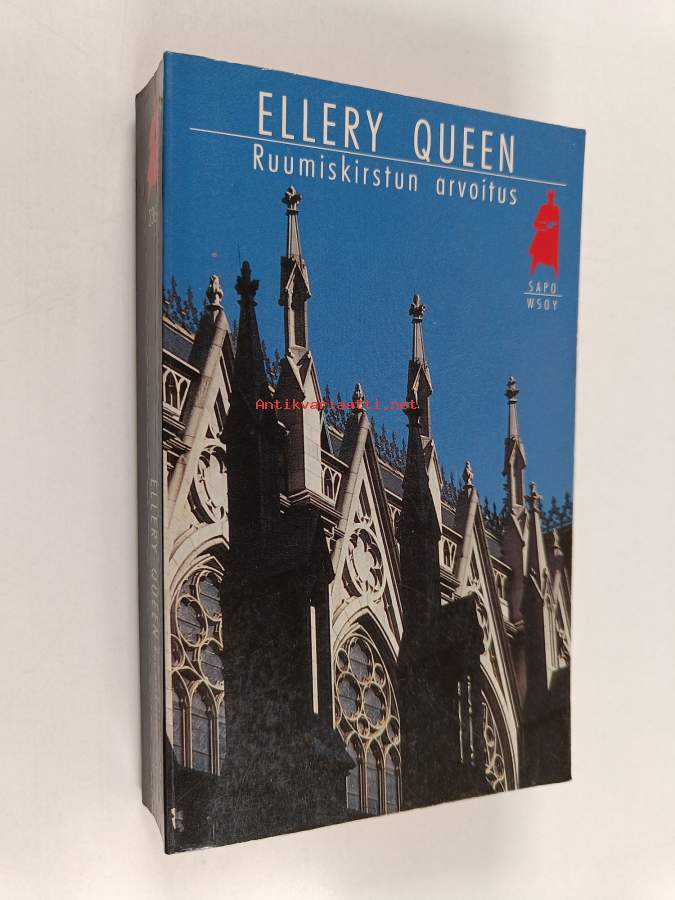 ELLERY QUEEN
Ruumiskirstun arvoitus
SAPO
WSOY
Antikvariaatti.net
ELLERY QUEEN